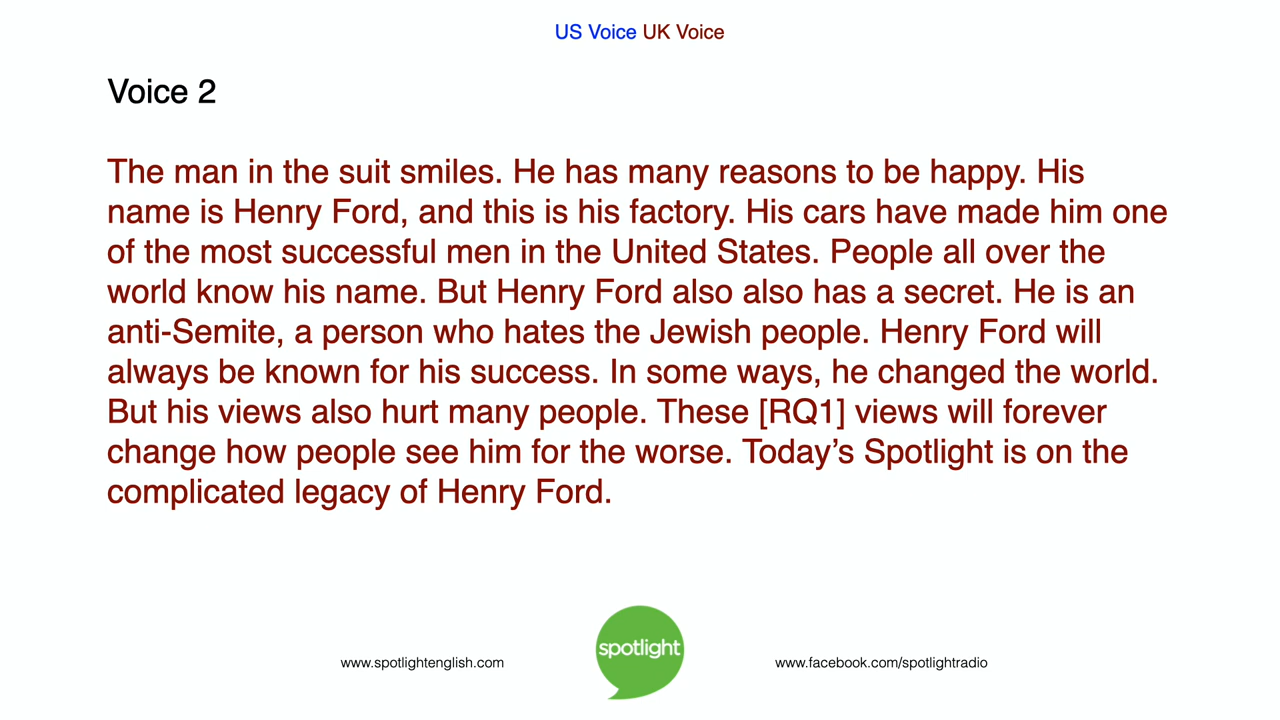 US Voice UK Voice
Voice 2
The man in the suit smiles. He has many reasons to be happy. His
name is Henry Ford, and this is his factory. His cars have made him one
of the most successful men in the United States. People all over the
world know his name. But Henry Ford also also has a secret. He is an
anti-Semite, a person who hates the Jewish people. Henry Ford will
always be known for his success. In some ways, he changed the world.
But his views also hurt many people. These [RQ1] views will forever
change how people see him for the worse. Today’s Spotlight is on the
complicated legacy of Henry Ford.
www.spotlightenglish.com
spotlight
www.facebook.com/spotlightradio